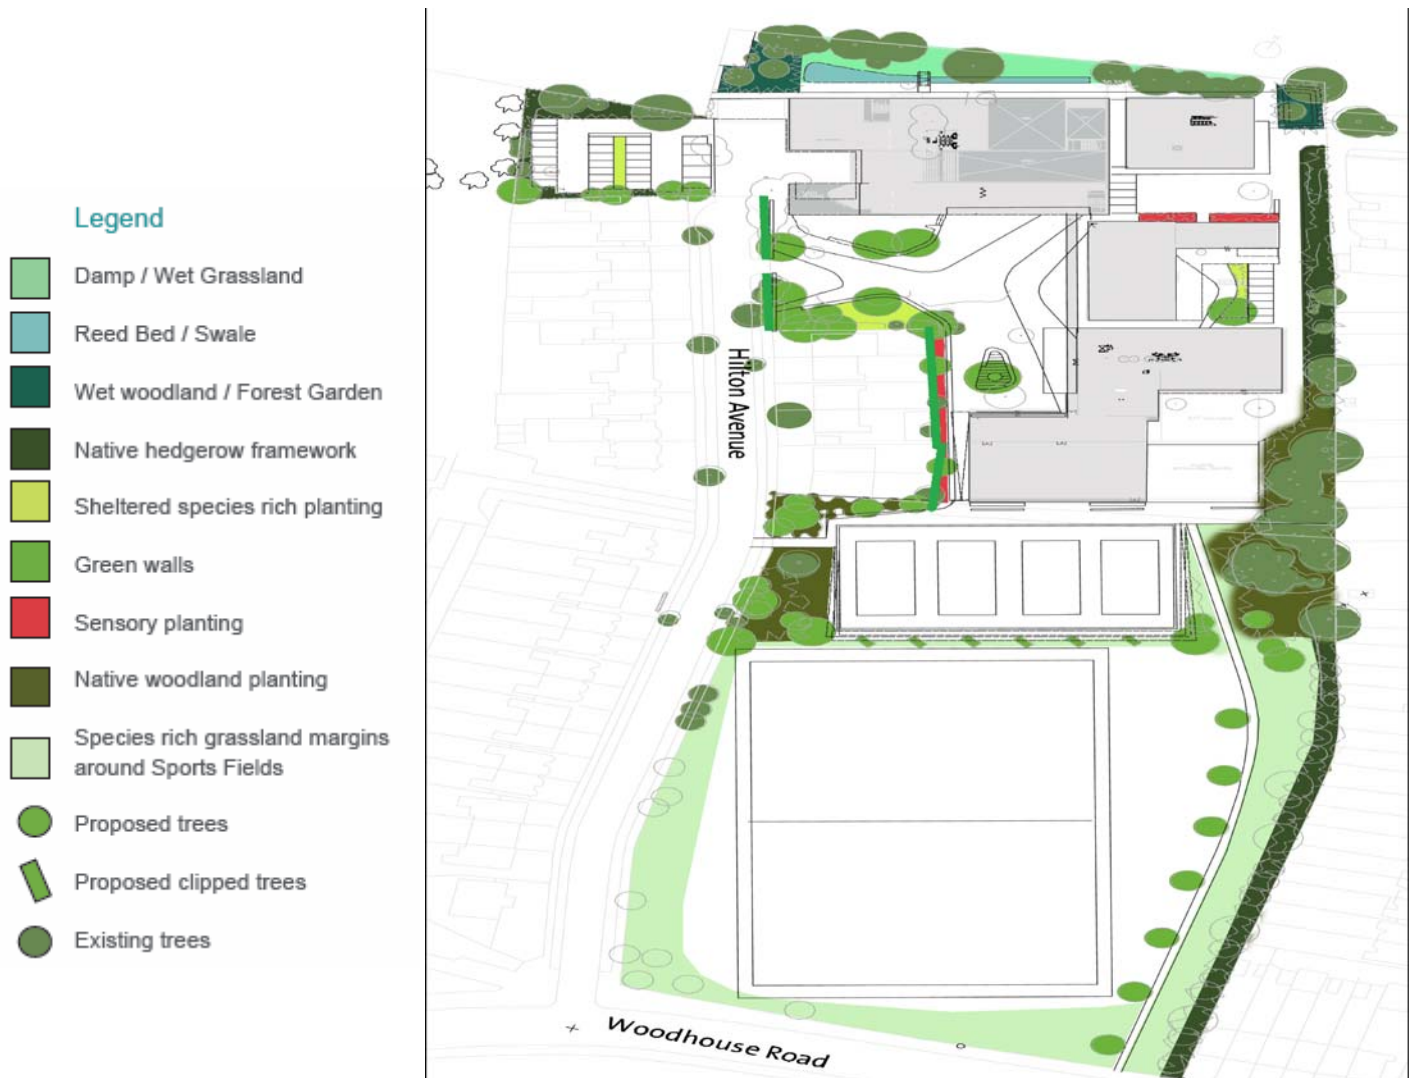 Legend
Damp / Wet Grassland
Reed Bed / Swale
Wet woodland / Forest Garden
Native hedgerow framework
Sheltered species rich planting
Green walls
Sensory planting
Native woodland planting
Species rich grassland margins
around Sports Fields
Proposed trees
Proposed clipped trees
Existing trees
Hilton Avenue
Woodhouse Road